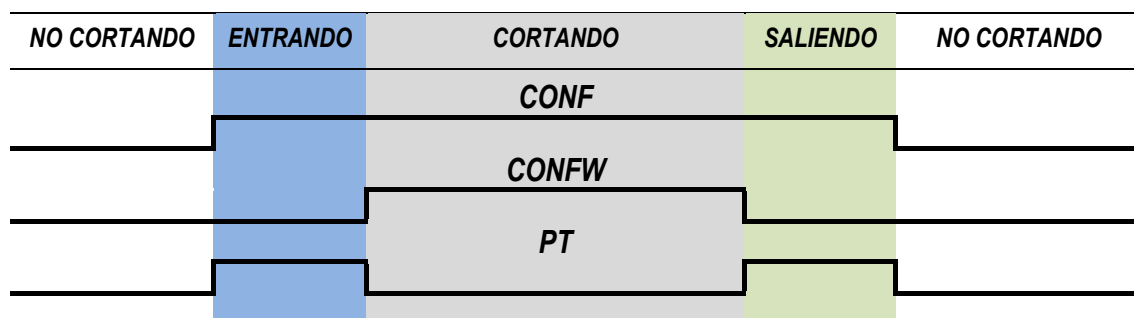 NO CORTANDO ENTRANDO CORTANDO SALIENDO NO CORTANDO
CONF
CONFW
PT